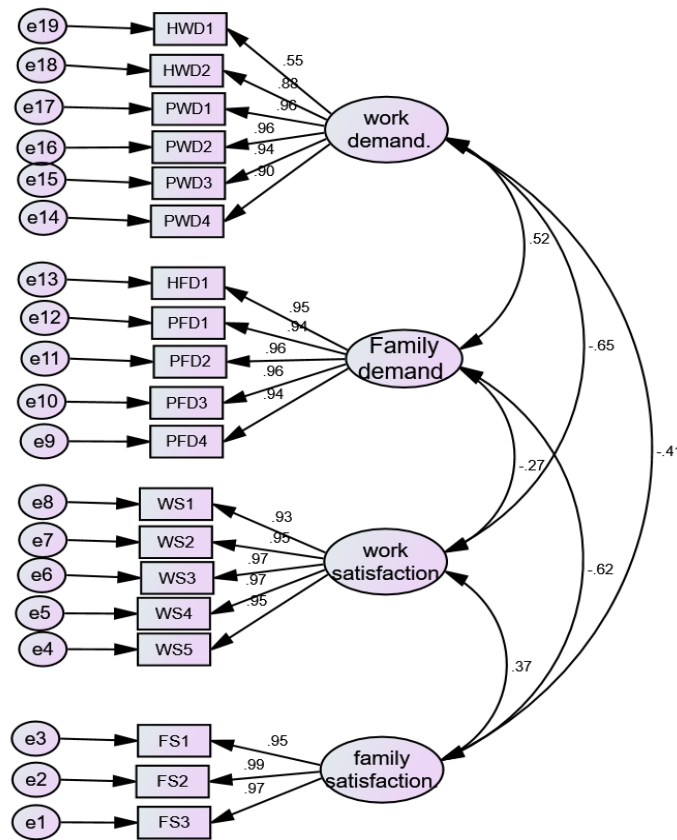 e19
HWD1
.55
e18
HWD2
.88
e17
PWD1
.96
work
demand.
e16
PWD2
.96
e15
PWD3
.94
e14
PWD4
.90
.52
e13
HFD1
.95
e12
PFD1
.94
e11
PFD2
.96
Family
demand
e10
PFD3
.96
e9
PFD4
.94
-.65
-.41
-.27
e8
WS1
.93
e7
WS2
.95
e6
WS3
.97
work
satisfaction
e5
WS4
.97
e4
WS5
.95
-.62
.37
e3
FS1
.95
e2
FS2
.99
family
satisfaction.
e1
FS3
.97